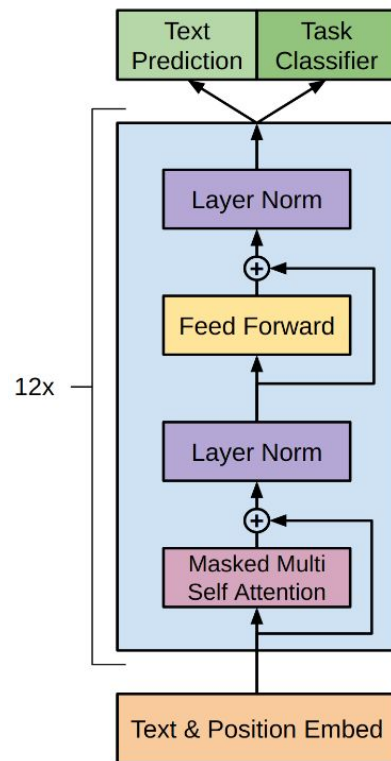 Text
Prediction
Task
Classifier
Layer Norm
Feed Forward
12x
Layer Norm
Masked Multi
Self Attention
Text & Position Embed